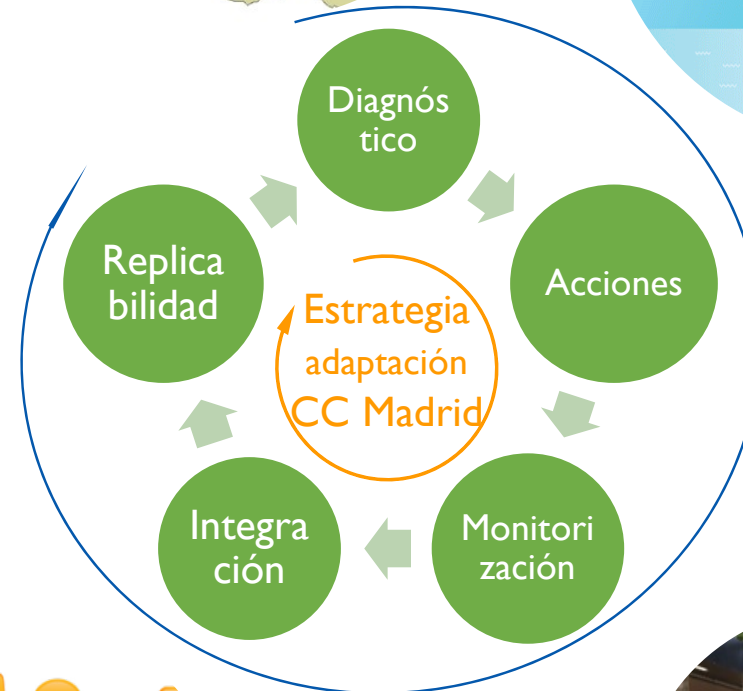 Diagnós
tico
Acciones
Monitori
zación
Integra
ción
Replica
bilidad
Estrategia
adaptación
CC Madrid